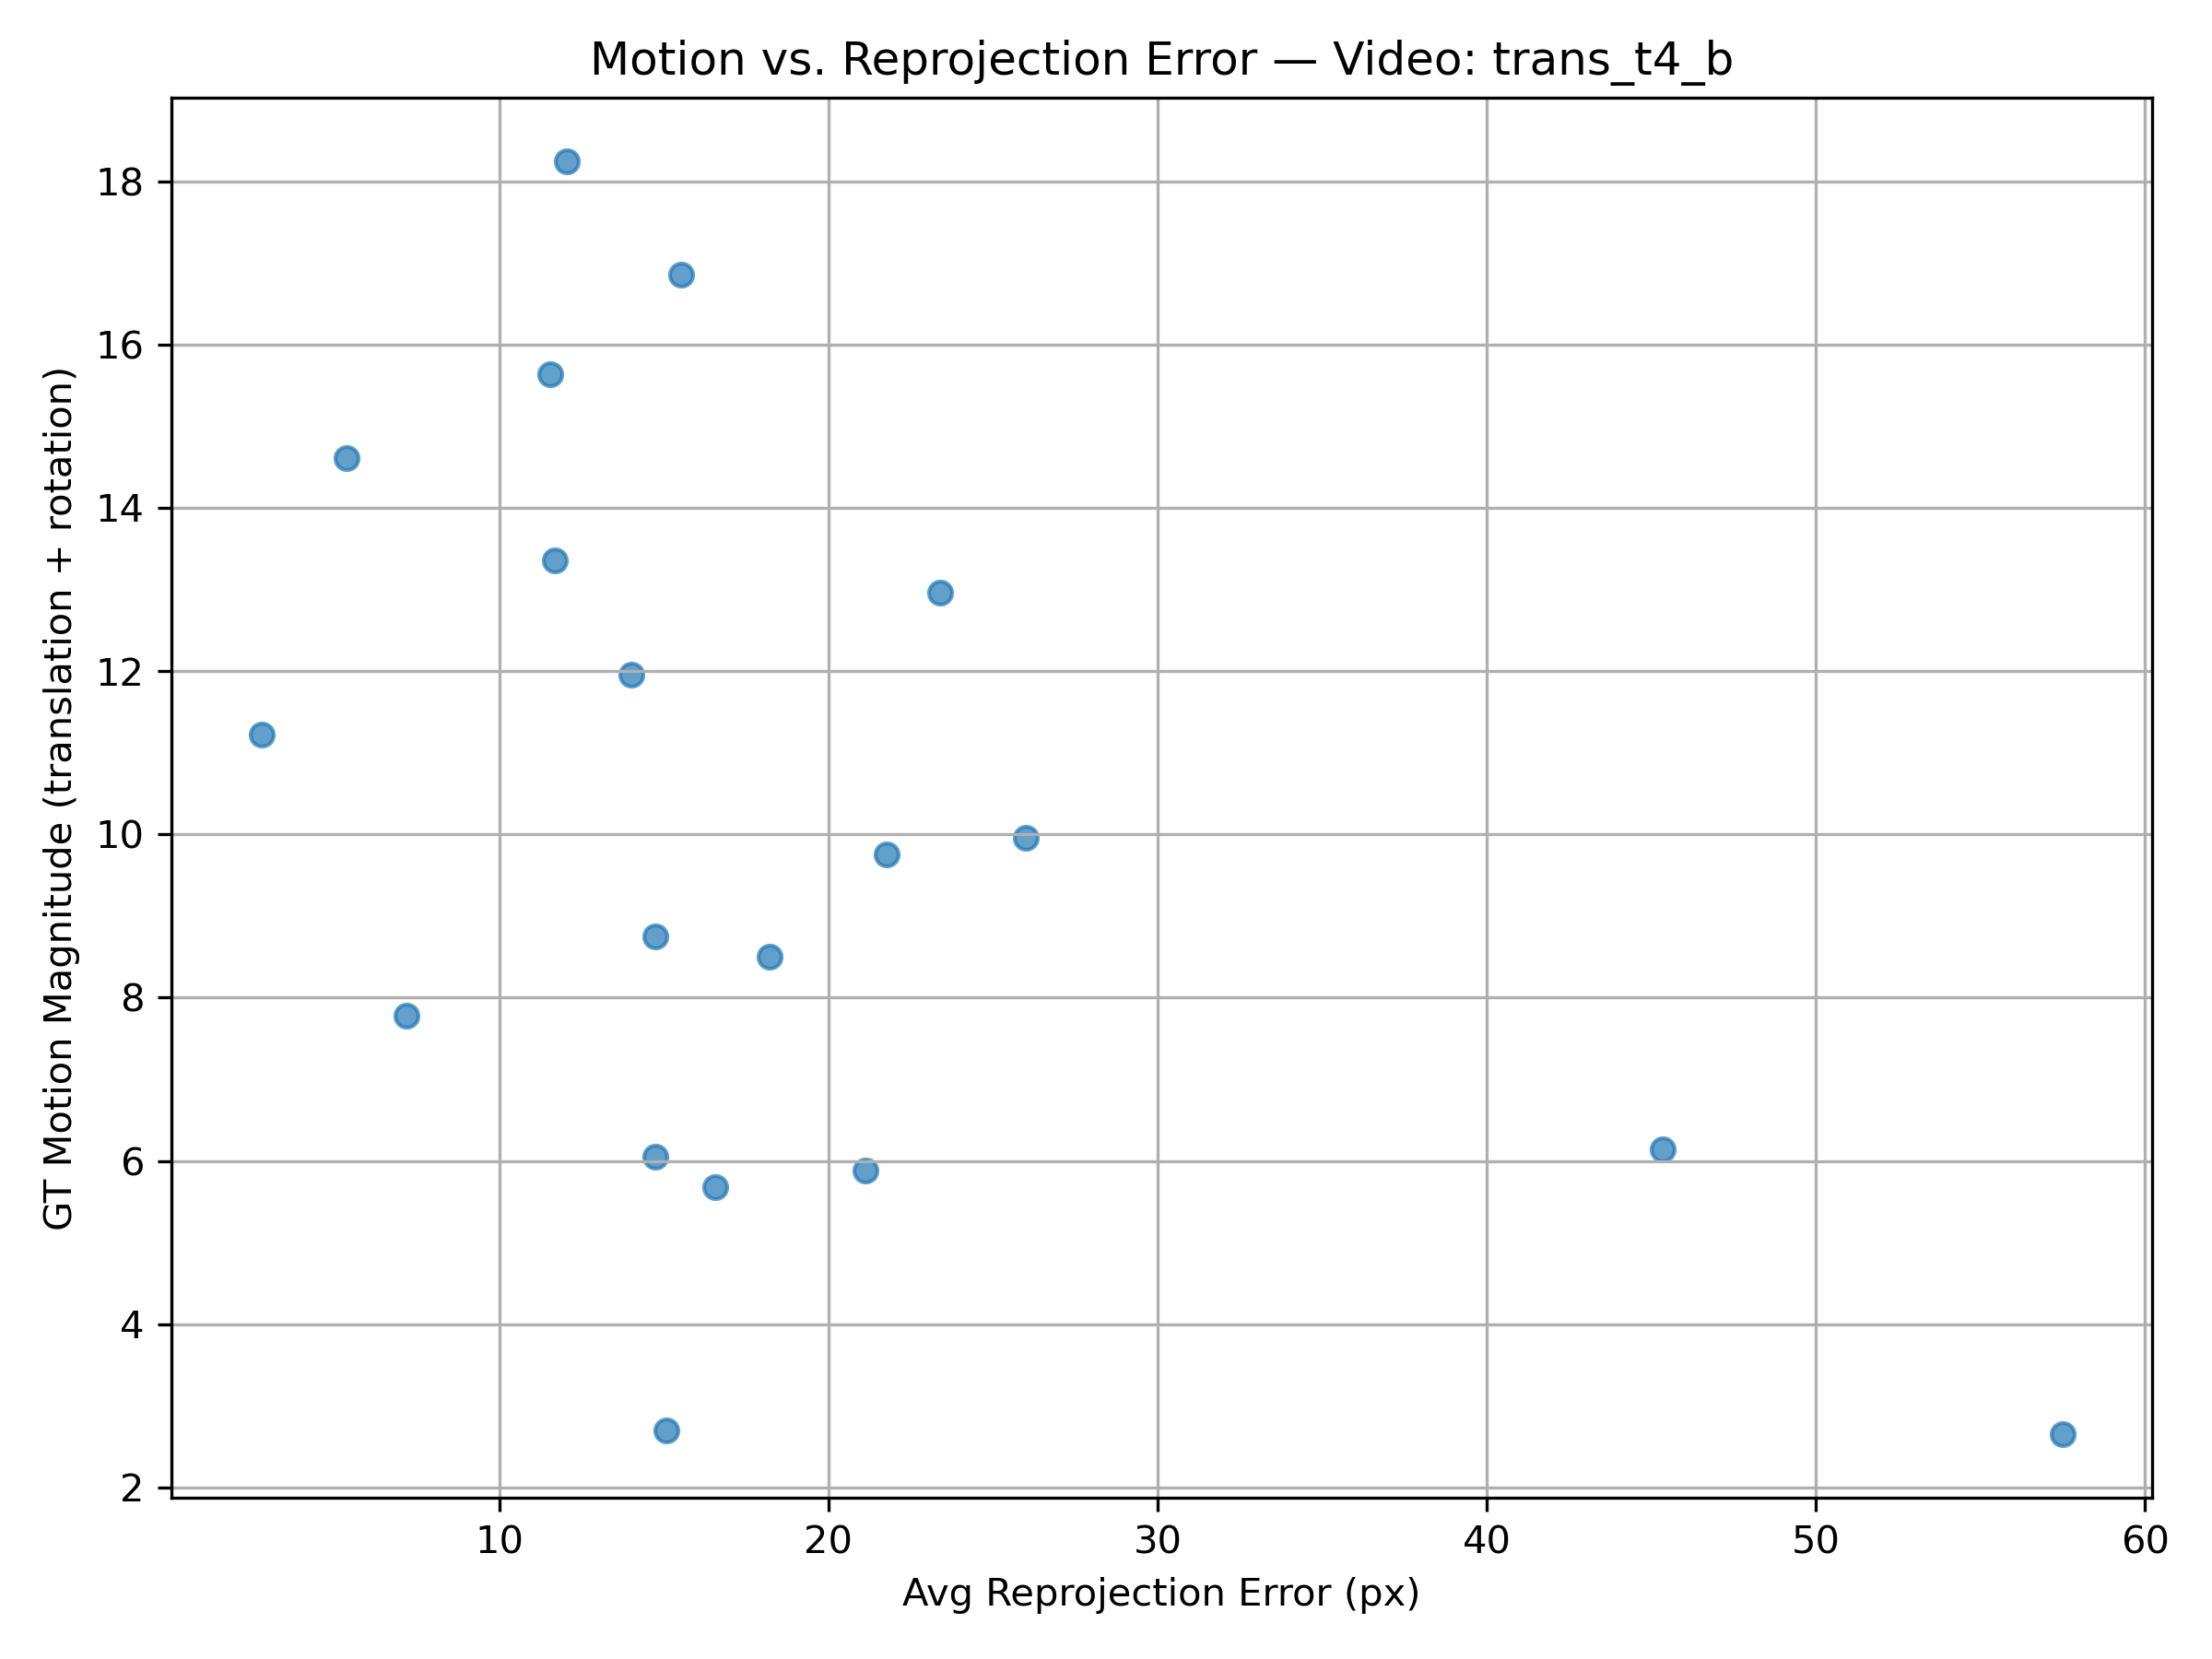 Motion vs. Reprojection Error — Video: trans_t4_b
GT Motion Magnitude (translation + rotation)
18
16
14
12
10
8
6
4
2
10 20 30 40 50 60
Avg Reprojection Error (px)